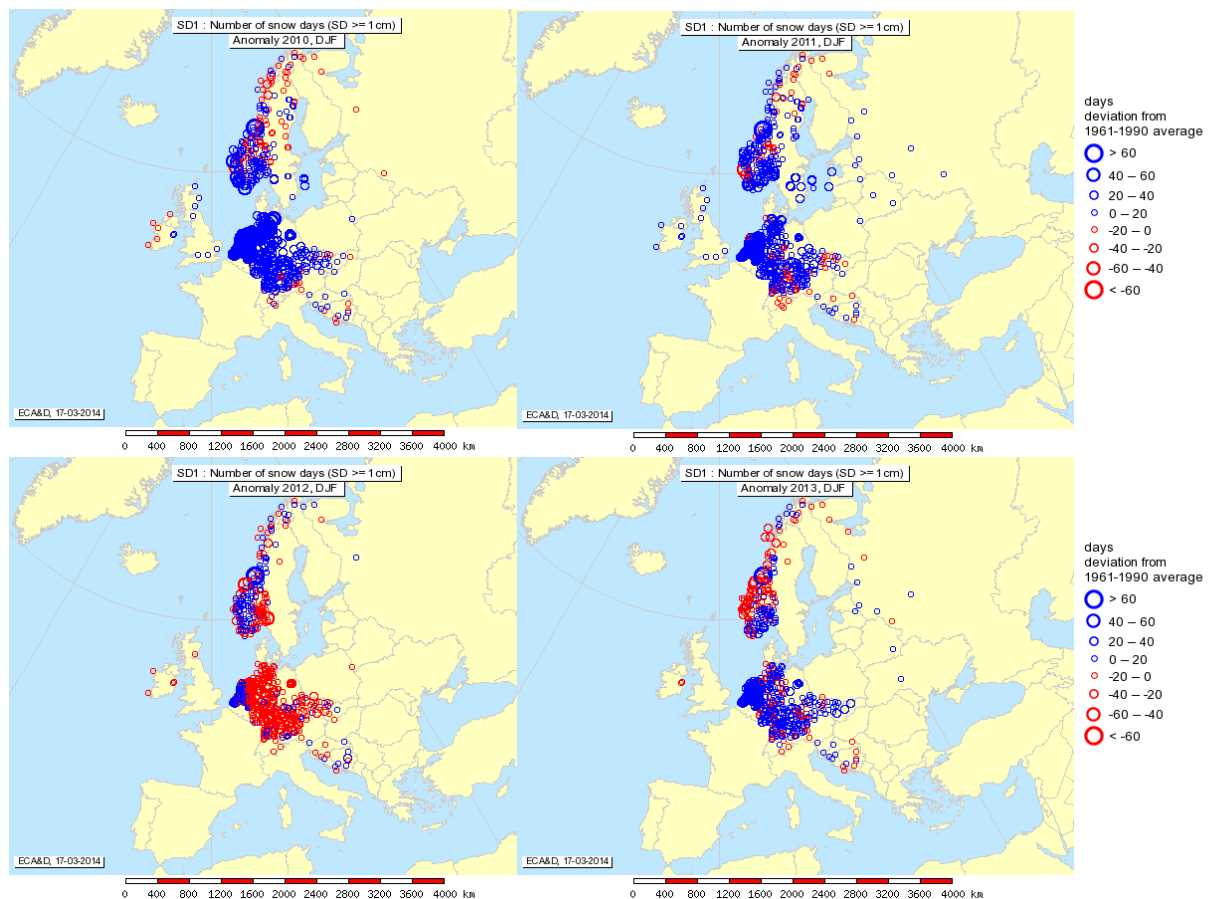 SD1 : Number of snow days (SD >= 1cm)
Anomaly 2010, DJF
ECA&D, 17-03-2014
0 400 800 1200 1600 2000 2400 2800 3200 3600 4000 km
SD1 : Number of snow days (SD >= 1cm)
Anomaly 2011, DJF
ECA&D, 17-03-2014
0 400 800 1200 1600 2000 2400 2800 3200 3600 4000 km
days
deviation from
1961-1990 average
> 60
40 – 60
20 – 40
0 – 20
-20 – 0
-40 – -20
-60 – -40
< -60
SD1 : Number of snow days (SD >= 1cm)
Anomaly 2012, DJF
ECA&D, 17-03-2014
0 400 800 1200 1600 2000 2400 2800 3200 3600 4000 km
SD1 : Number of snow days (SD >= 1cm)
Anomaly 2013, DJF
ECA&D, 17-03-2014
0 400 800 1200 1600 2000 2400 2800 3200 3600 4000 km
days
deviation from
1961-1990 average
> 60
40 – 60
20 – 40
0 – 20
-20 – 0
-40 – -20
-60 – -40
< -60